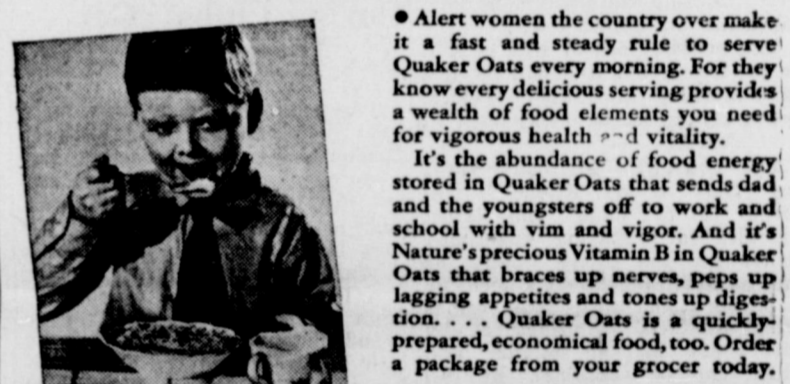 ● Alert women the country over make
it a fast and steady rule to serve
Quaker Oats every morning. For they
know every delicious serving provides
a wealth of food elements you need
for vigorous health and vitality.
It's the abundance of food energy
stored in Quaker Oats that sends dad
and the youngsters off to work and
school with vim and vigor. And it's
Nature's precious Vitamin B in Quaker
Oats that braces up nerves, peps up
lagging appetites and tones up diges-
tion. . . . Quaker Oats is a quickly-
prepared, economical food, too. Order
a package from your grocer today.